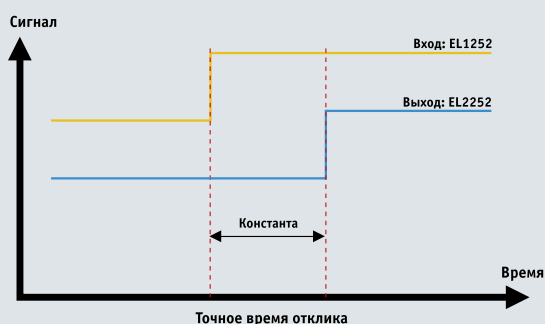 Сигнал
Вход: EL1252
Выход: EL2252
Константа
Время
Точное время отклика